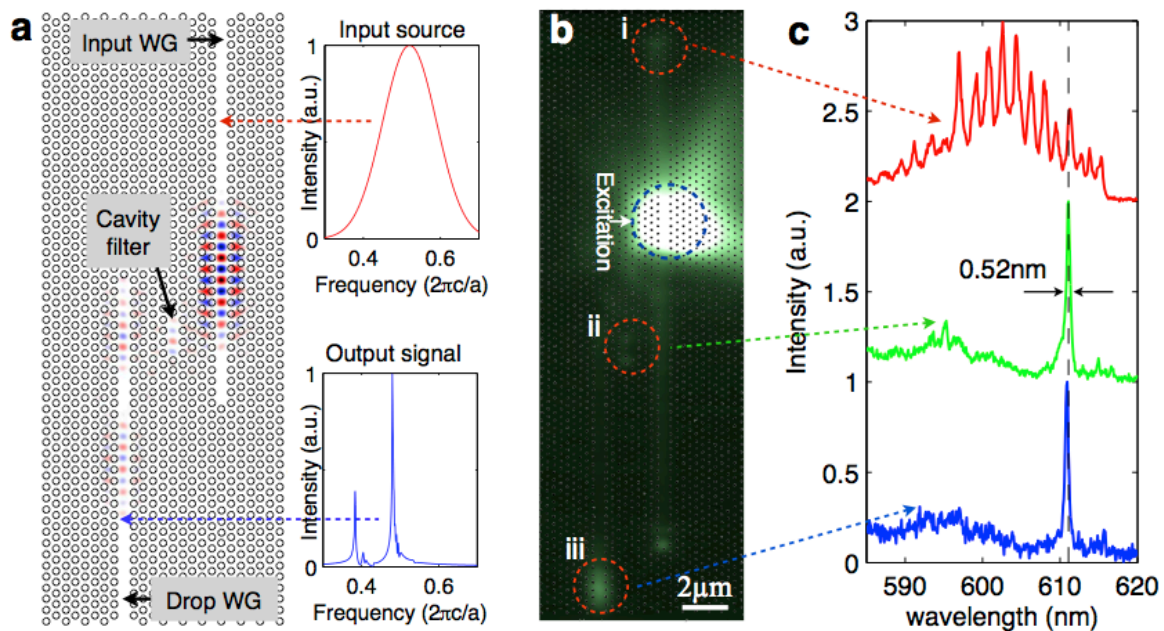 a
Input WG
Cavity
filter
Drop WG
Input source
1
Intensity (a.u.)
0
0.4
0.6
Frequency (2πc/a)
Output signal
1
Intensity (a.u.)
0
0.4
0.6
Frequency (2πc/a)
b
i
Excitation
ii
iii
2μm
c
3
2.5
2
1.5
1
0.5
0
Intensity (a.u.)
0.52nm
590
600
610
620
wavelength (nm)